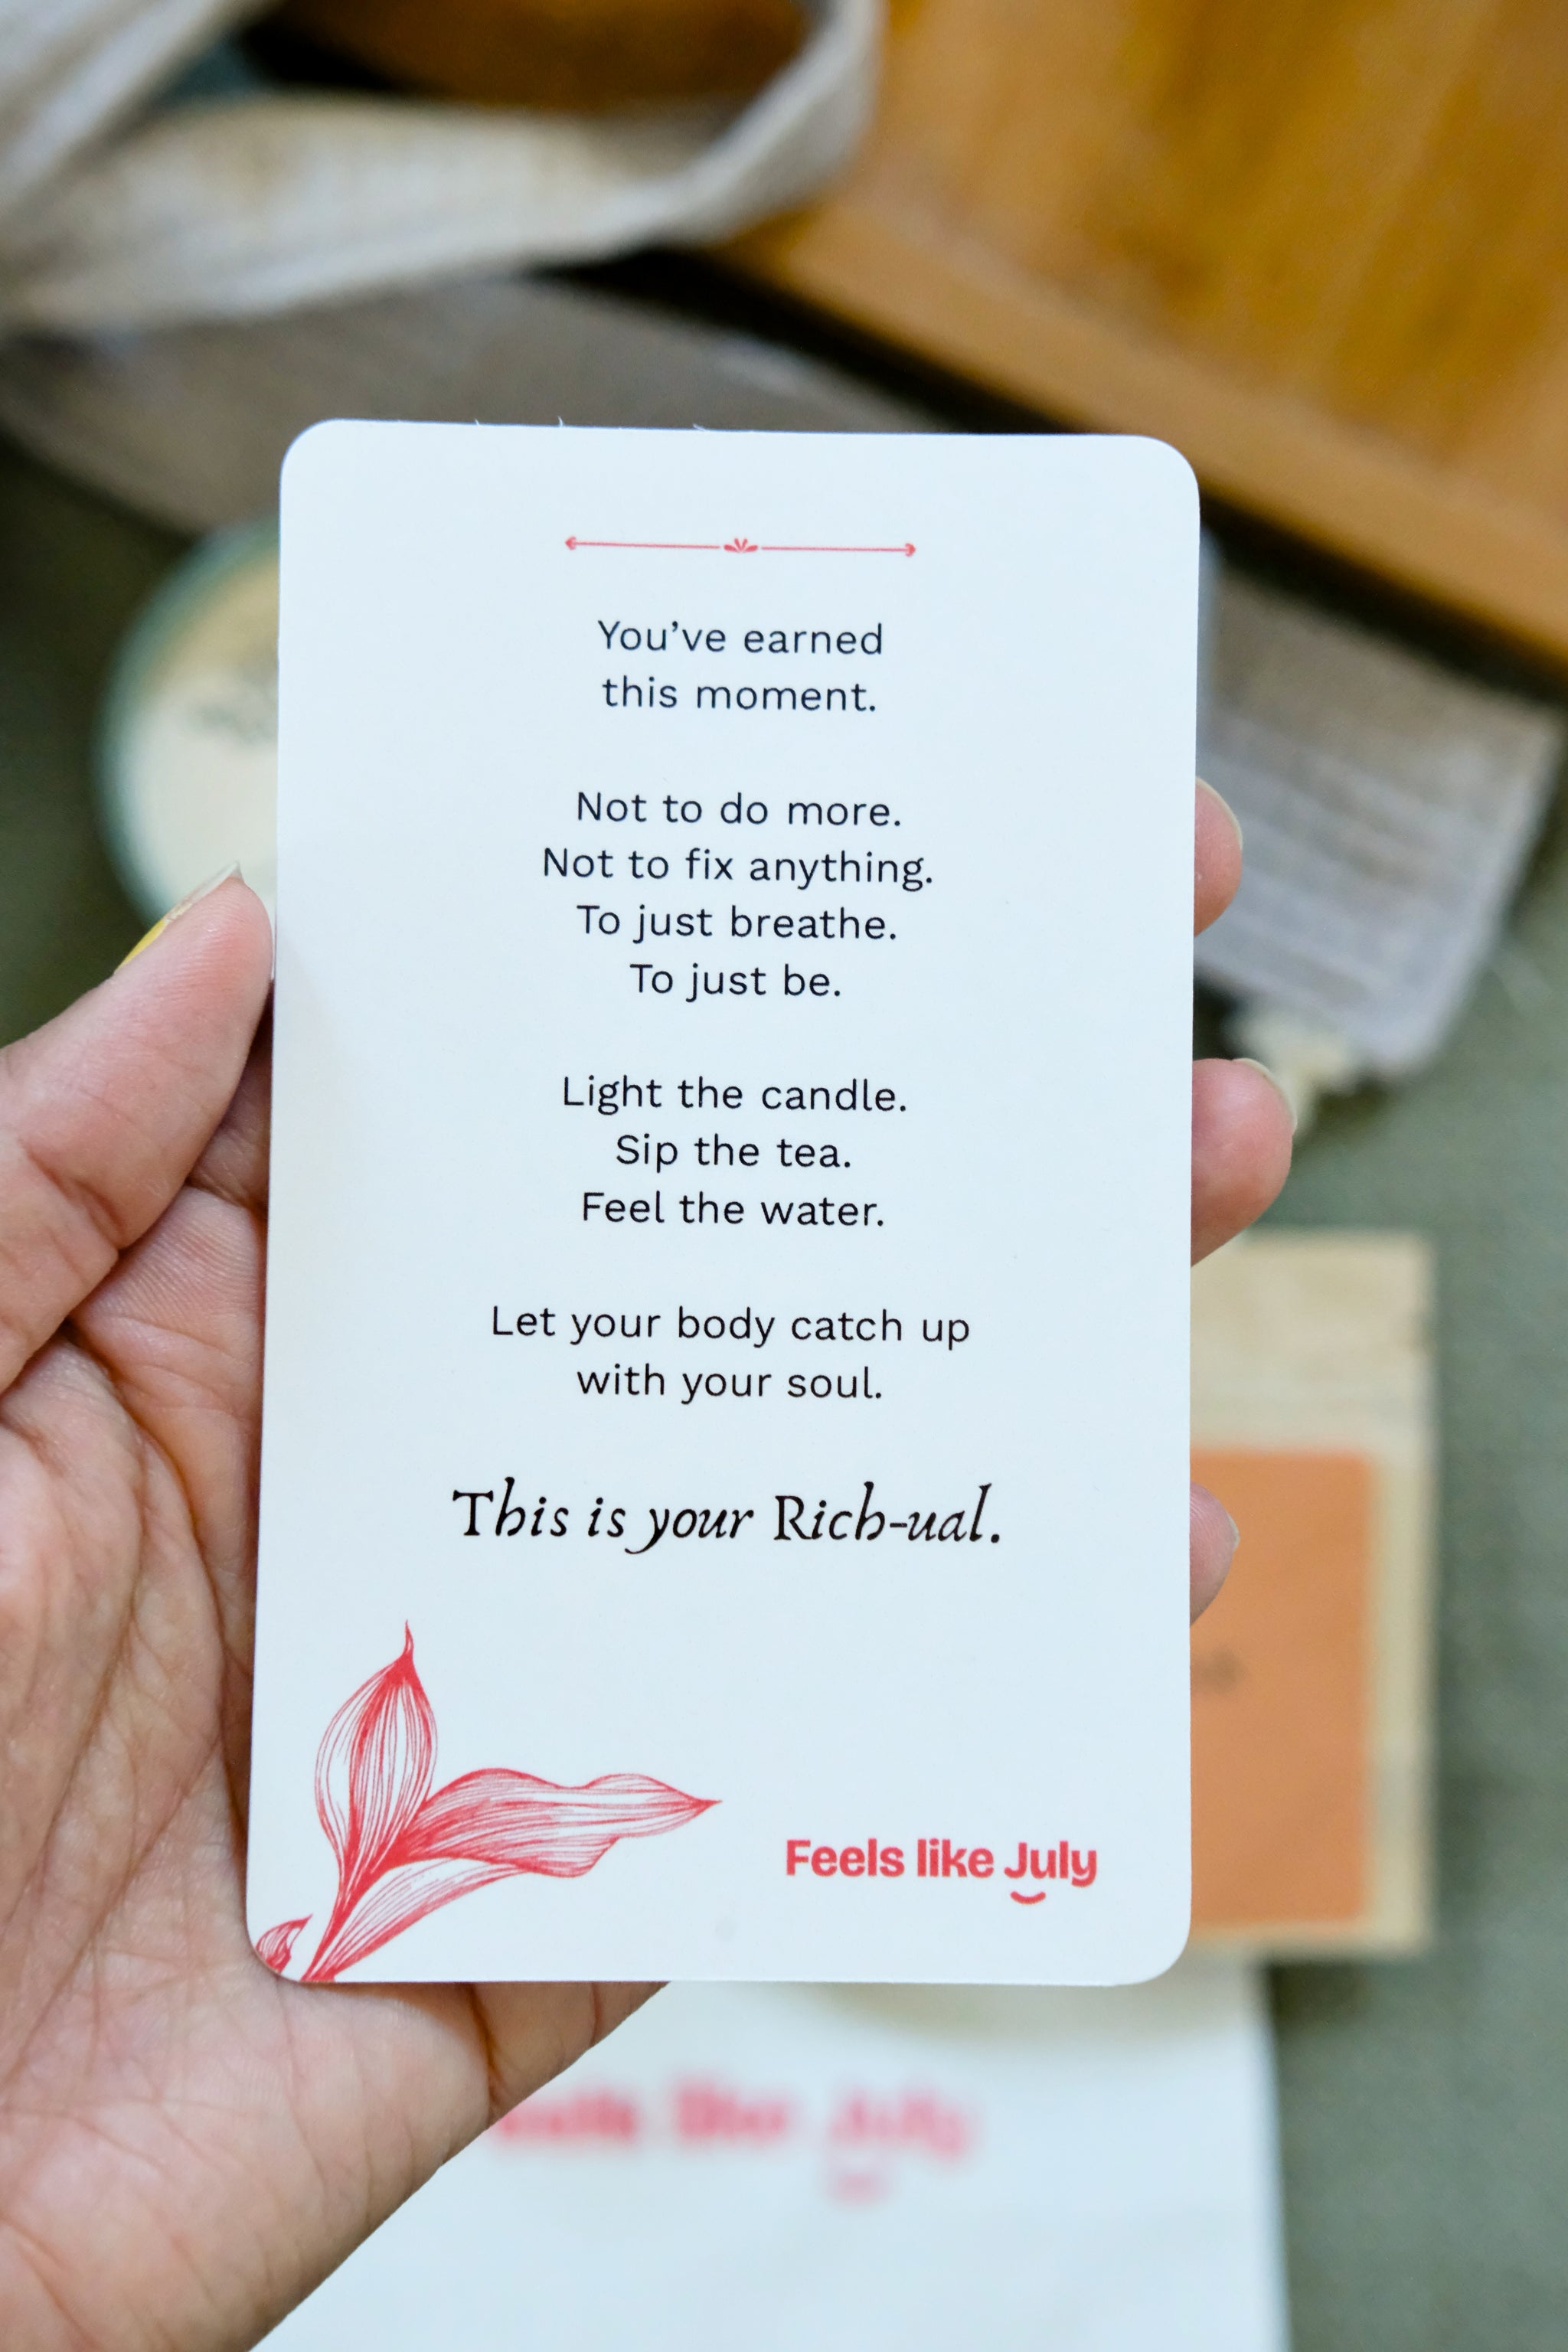 You've earned
this moment.
Not to do more.
Not to fix anything.
To just breathe.
To just be.
Light the candle.
Sip the tea.
Feel the water.
Let your body catch up
with your soul.
This is your Rich-ual.
Feels like July
like July